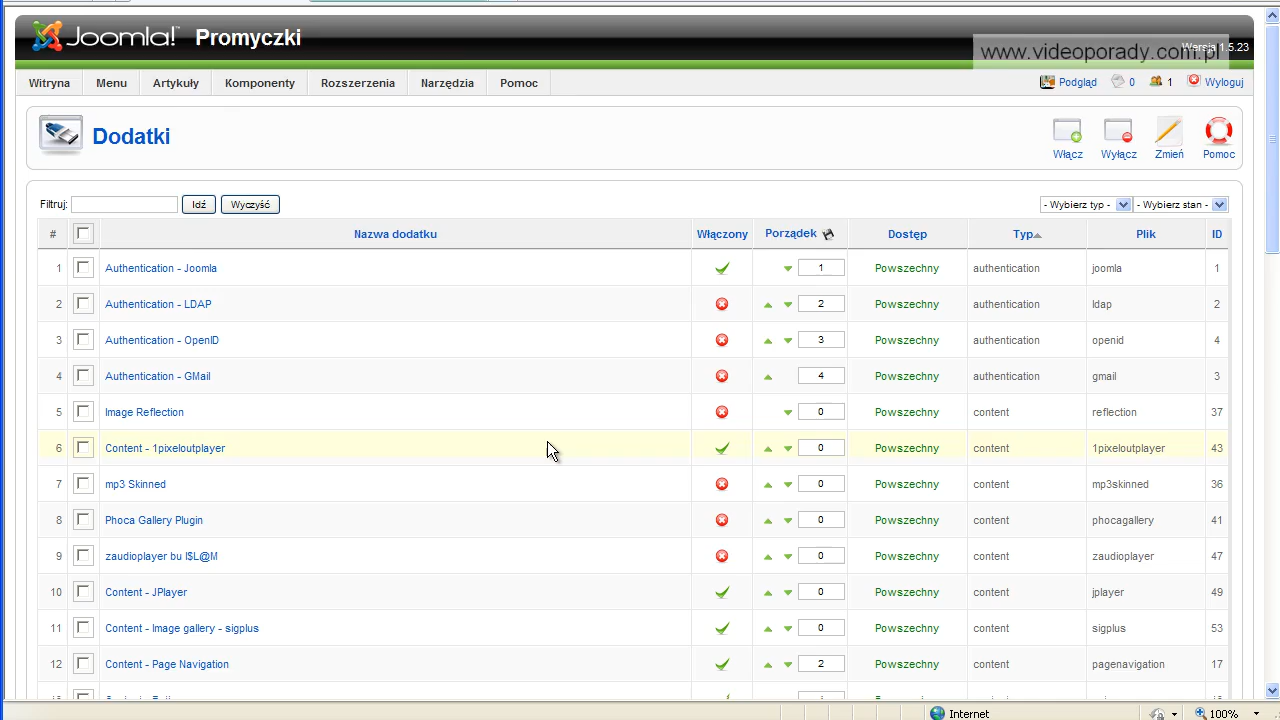 Joomla! Promyczki
Wersja 1.5.23
www.videoporady.com.pl
Witryna Menu Artykuły Komponenty Rozszerzenia Narzędzia Pomoc Podgląd 0 1 Wyloguj
Dodatki
Włącz Wyłącz Zmień Pomoc
Filtruj: Idź Wyczyść - Wybierz typ - - Wybierz stan -
# Nazwa dodatku Włączony Porządek Dostęp Typ Plik ID
1 Authentication - Joomla 1 Powszechny authentication joomla 1
2 Authentication - LDAP 2 Powszechny authentication ldap 2
3 Authentication - OpenID 3 Powszechny authentication openid 4
4 Authentication - GMail 4 Powszechny authentication gmail 3
5 Image Reflection 0 Powszechny content reflection 37
6 Content - 1pixeloutplayer 0 Powszechny content 1pixeloutplayer 43
7 mp3 Skinned 0 Powszechny content mp3skinned 36
8 Phoca Gallery Plugin 0 Powszechny content phocagallery 41
9 zaudioplayer bu I$L@M 0 Powszechny content zaudioplayer 47
10 Content - JPlayer 0 Powszechny content jplayer 49
11 Content - Image gallery - sigplus 0 Powszechny content sigplus 53
12 Content - Page Navigation 2 Powszechny content pagenavigation 17
Internet 100%